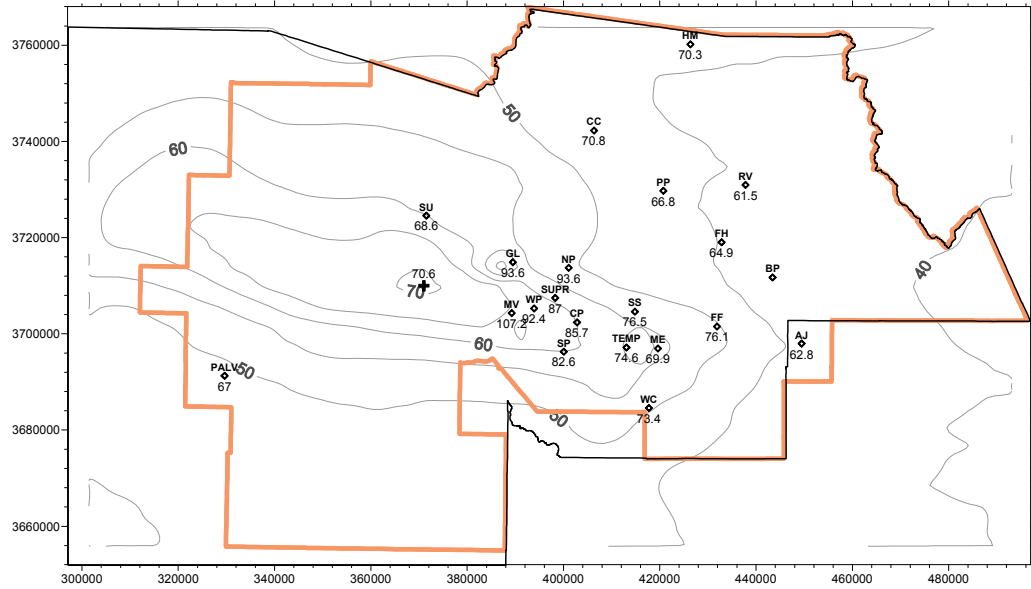 3760000
3740000
3720000
3700000
3680000
3660000
HM
70.3
50
CC
70.8
60
PP
66.8
RV
61.5
SU
68.6
FH
64.9
GL
93.6
NP
93.6
BP
40
70.6
70
SUPR
87
MV
107.2
WP
92.4
CP
85.7
SS
76.5
FF
76.1
60
SP
82.6
TEMP
74.6
ME
69.9
AJ
62.8
PALV
67
50
WC
73.4
50
300000 320000 340000 360000 380000 400000 420000 440000 460000 480000